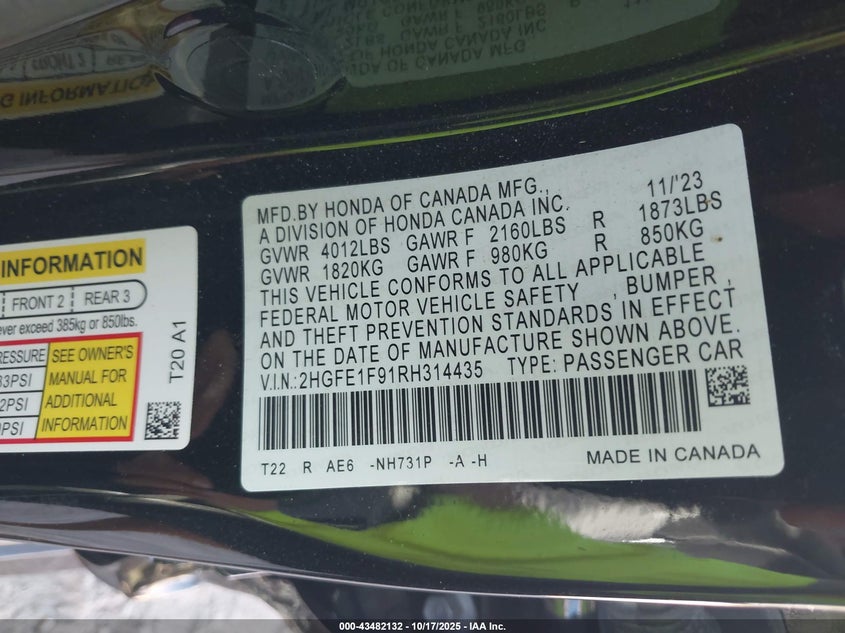 MFD.BY HONDA OF CANADA MFG., 11/'23
A DIVISION OF HONDA CANADA INC.
GVWR 4012LBS GAWR F 2160LBS R 1873LBS
GVWR 1820KG GAWR F 980KG R 850KG
THIS VEHICLE CONFORMS TO ALL APPLICABLE
FEDERAL MOTOR VEHICLE SAFETY , BUMPER ,
AND THEFT PREVENTION STANDARDS IN EFFECT
ON THE DATE OF MANUFACTURE SHOWN ABOVE.
V.I.N.:2HGFE1F91RH314435 TYPE: PASSENGER CAR
T22 R AE6 -NH731P -A -H MADE IN CANADA
INFORMATION
FRONT 2 REAR 3
385kg or 850lbs.
SEE OWNER'S
MANUAL FOR
ADDITIONAL
INFORMATION
T20 A1
000-43482132 - 10/17/2025 - IAA Inc.